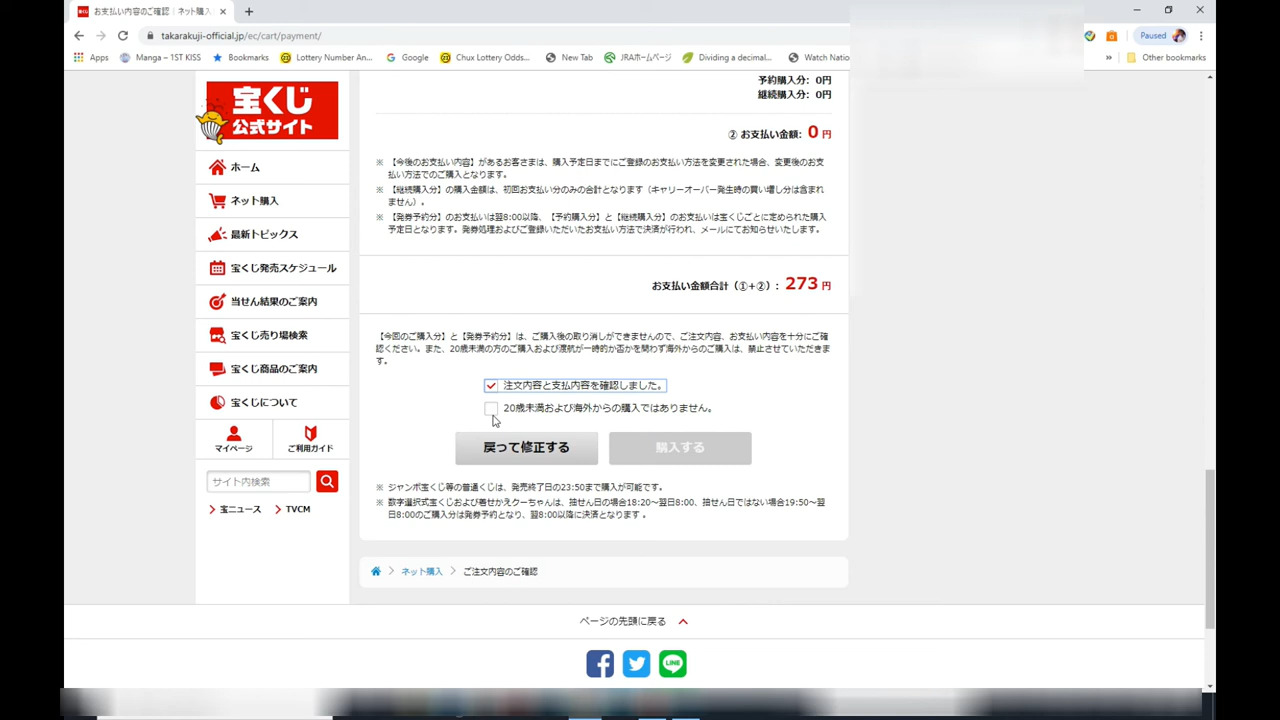 お支払い内容のご確認 | ネット購入
takarakuji-official.jp/ec/cart/payment/
Paused
Apps
Manga – 1ST KISS
Bookmarks
Lottery Number An...
Google
Chux Lottery Odds...
New Tab
JRAホームページ
Dividing a decimal...
Watch Natio
»
Other bookmarks
宝くじ
公式サイト
ホーム
ネット購入
最新トピックス
宝くじ発売スケジュール
当せん結果のご案内
宝くじ売り場検索
宝くじ商品のご案内
宝くじについて
マイページ
ご利用ガイド
サイト内検索
宝ニュース
TVCM
予約購入分: 0円
継続購入分: 0円
② お支払い金額: 0 円
※ 【今後のお支払い内容】があるお客さまは、購入予定日までにご登録のお支払い方法を変更された場合、変更後のお支
払い方法でのご購入となります。
※ 【継続購入分】の購入金額は、初回お支払い分のみの合計となります（キャリーオーバー発生時の買い増し分は含まれ
ません）。
※ 【発券予約分】のお支払いは翌8:00以降、【予約購入分】と【継続購入分】のお支払いは宝くじごとに定められた購入
予定日となります。発券処理およびご登録いただいたお支払い方法で決済が行われ、メールにてお知らせいたします。
お支払い金額合計（①+②）: 273 円
【今回のご購入分】と【発券予約分】は、ご購入後の取り消しができませんので、ご注文内容、お支払い内容を十分にご確
認ください。また、20歳未満の方のご購入および渡航が一時的か否かを問わず海外からのご購入は、禁止させていただきま
す。
注文内容と支払内容を確認しました。
20歳未満および海外からの購入ではありません。
戻って修正する
購入する
※ ジャンボ宝くじ等の普通くじは、発売終了日の23:50まで購入が可能です。
※ 数字選択式宝くじおよび着せかえクーちゃんは、抽せん日の場合18:20～翌日8:00、抽せん日ではない場合19:50～翌
日8:00のご購入分は発券予約となり、翌8:00以降に決済となります。
ネット購入
ご注文内容のご確認
ページの先頭に戻る
LINE